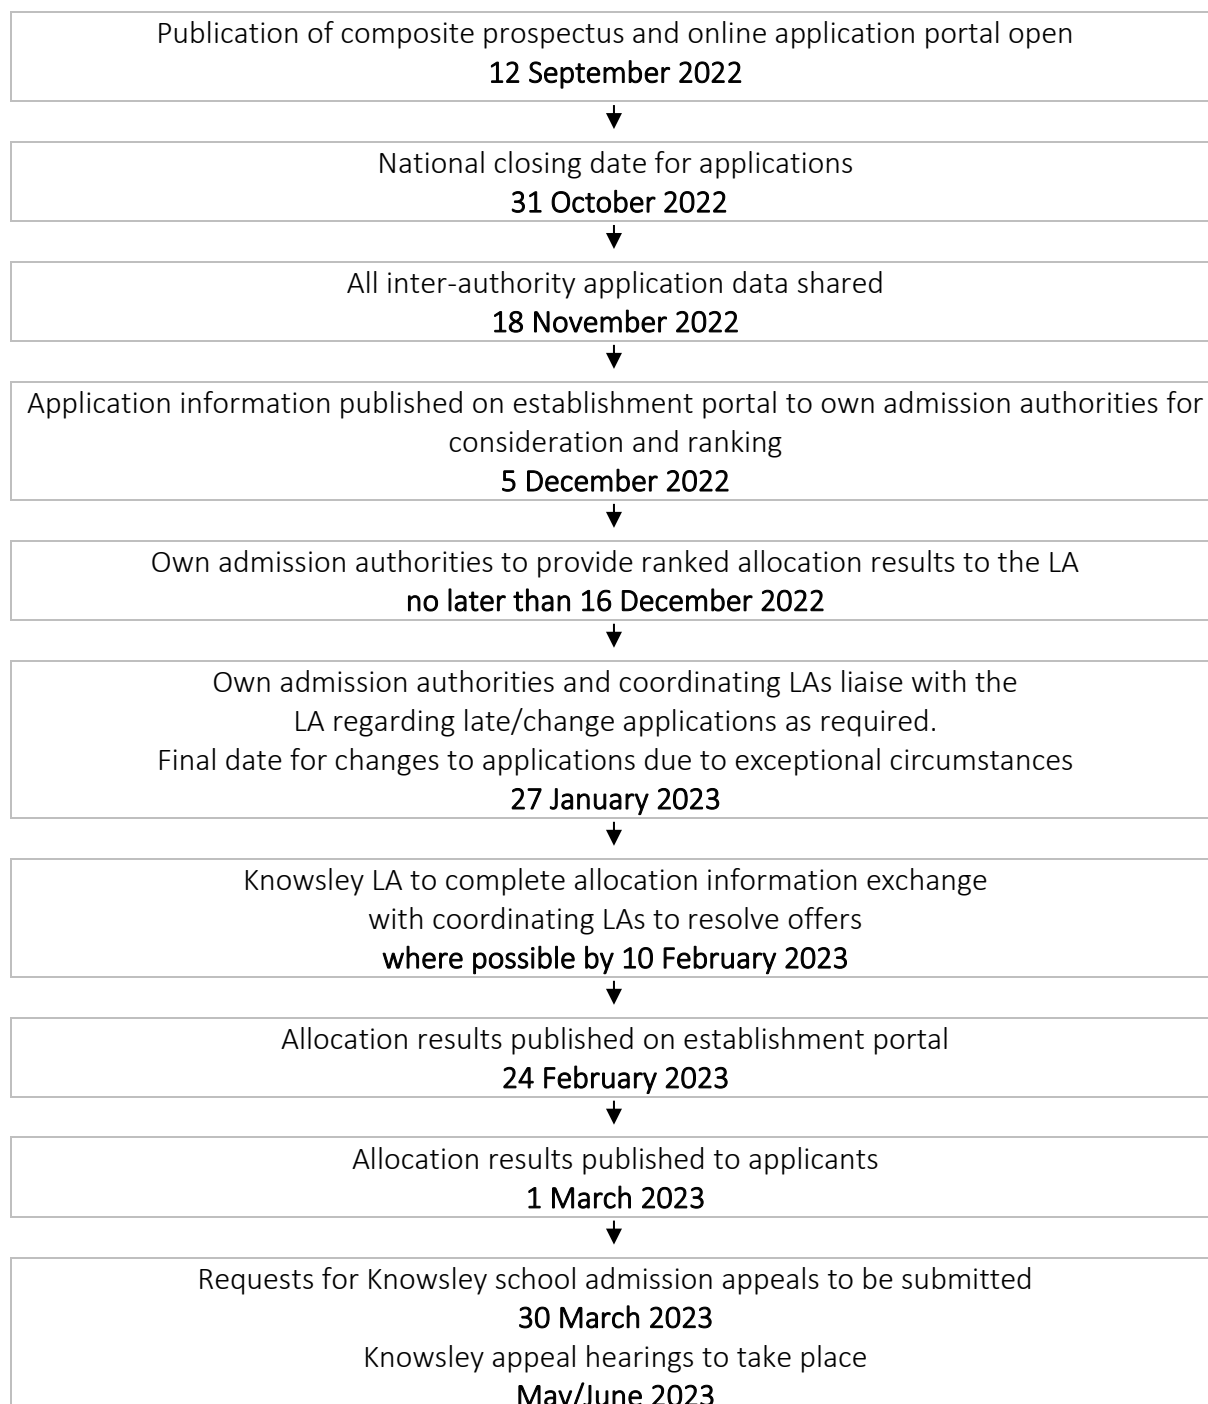 Publication of composite prospectus and online application portal open
12 September 2022
National closing date for applications
31 October 2022
All inter-authority application data shared
18 November 2022
Application information published on establishment portal to own admission authorities for
consideration and ranking
5 December 2022
Own admission authorities to provide ranked allocation results to the LA
no later than 16 December 2022
Own admission authorities and coordinating LAs liaise with the
LA regarding late/change applications as required.
Final date for changes to applications due to exceptional circumstances
27 January 2023
Knowsley LA to complete allocation information exchange
with coordinating LAs to resolve offers
where possible by 10 February 2023
Allocation results published on establishment portal
24 February 2023
Allocation results published to applicants
1 March 2023
Requests for Knowsley school admission appeals to be submitted
30 March 2023
Knowsley appeal hearings to take place
May/June 2023